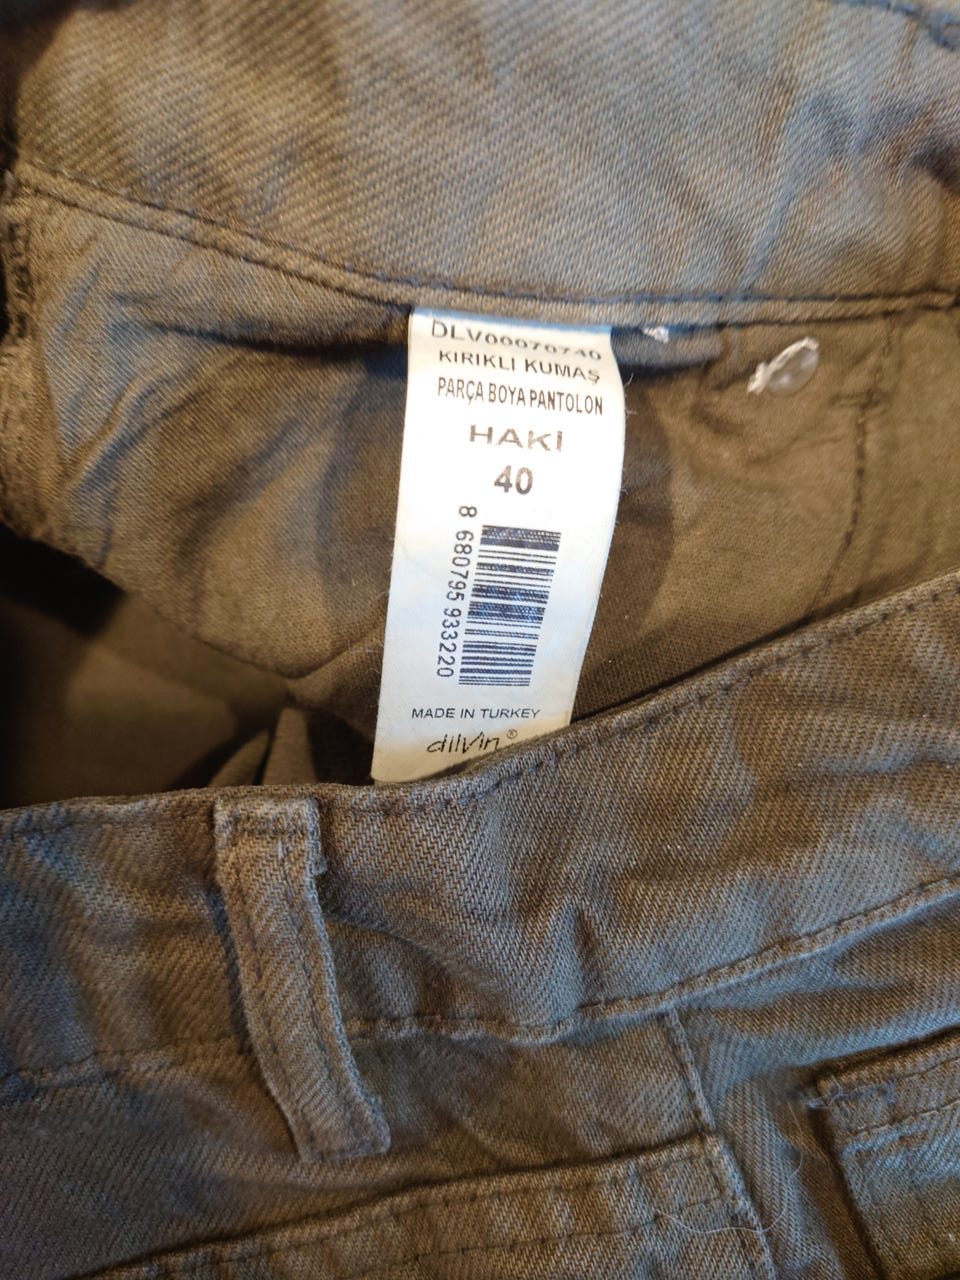 DLV00070740
KIRIKLI KUMAŞ
PARÇA BOYA PANTOLON
HAKİ
40
8 680795 933220
MADE IN TURKEY
dilvin®